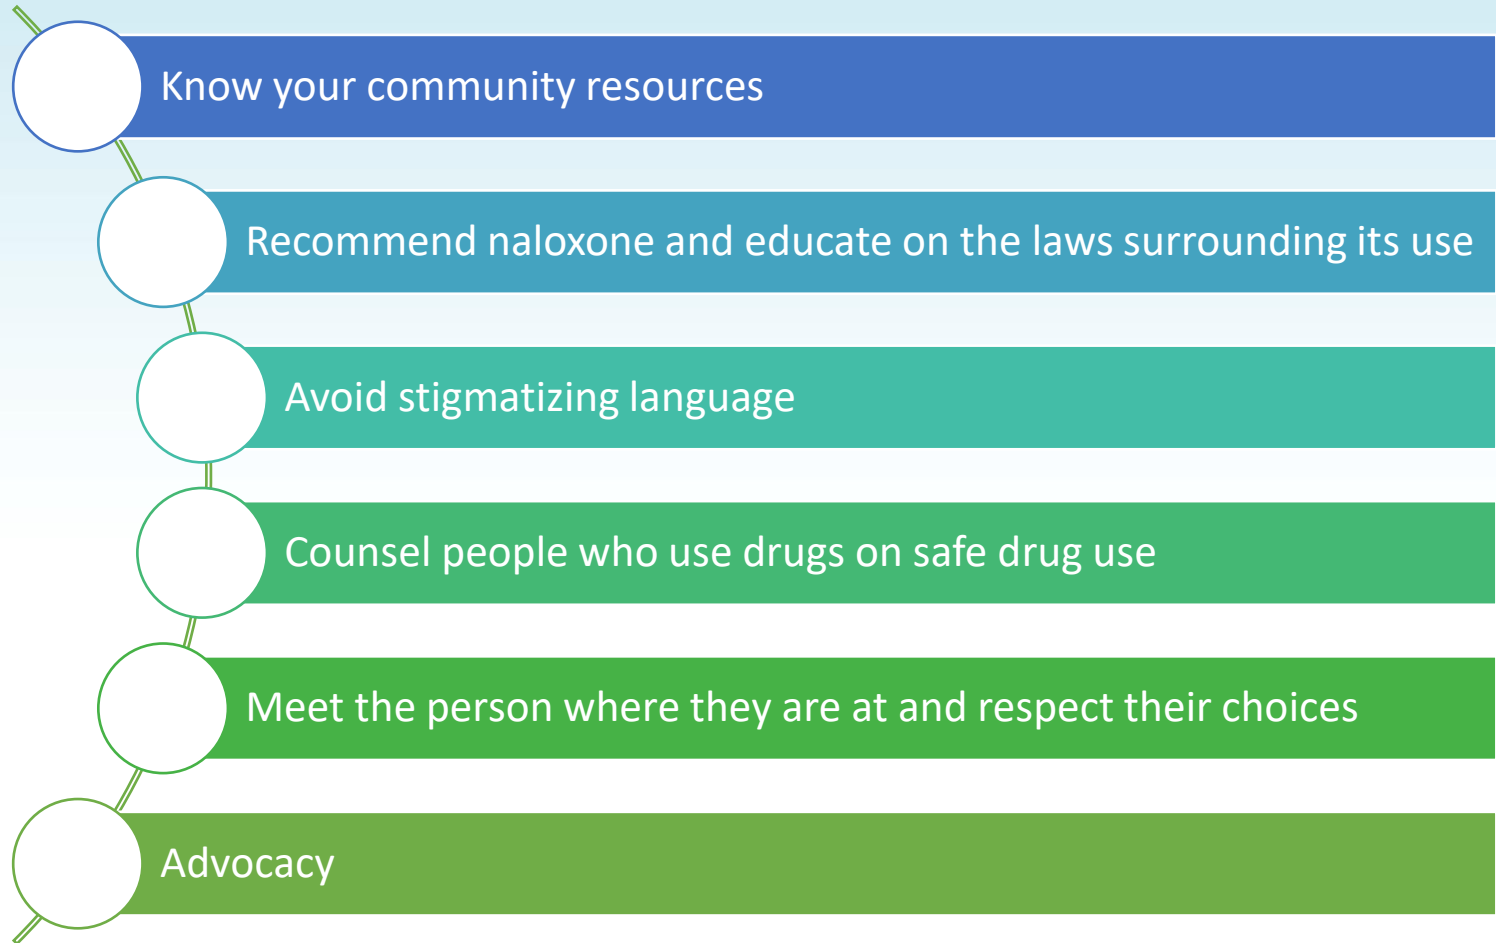 Know your community resources
Recommend naloxone and educate on the laws surrounding its use
Avoid stigmatizing language
Counsel people who use drugs on safe drug use
Meet the person where they are at and respect their choices
Advocacy